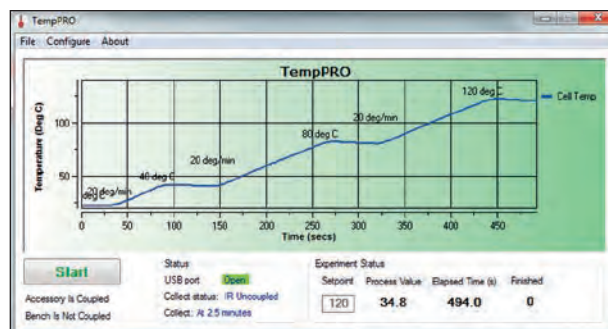 TempPRO
File Configure About
TempPRO
120 deg C
Cell Temp
20 deg/min
80 deg C
20 deg/min
40 deg C
20 deg/min
deg C
Temperature (Deg C)
100
50
0 50 100 150 200 250 300 350 400 450
Time (secs)
Start
Accessory Is Coupled
Bench Is Not Coupled
Status
USB port Open
Collect status: IR Uncoupled
Collect: At 2.5 minutes
Experiment Status
Setpoint Process Value Elapsed Time (s) Finished
120 34.8 494.0 0